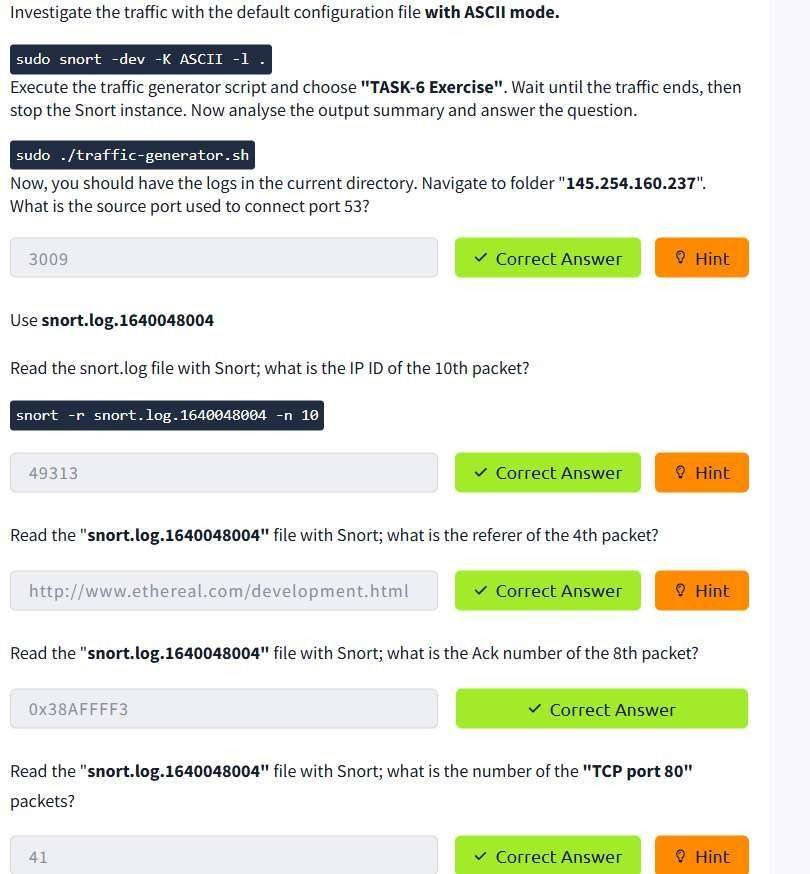 Investigate the traffic with the default configuration file with ASCII mode.
sudo snort -dev -K ASCII -l .
Execute the traffic generator script and choose "TASK-6 Exercise". Wait until the traffic ends, then
stop the Snort instance. Now analyse the output summary and answer the question.
sudo ./traffic-generator.sh
Now, you should have the logs in the current directory. Navigate to folder "145.254.160.237".
What is the source port used to connect port 53?
3009 Correct Answer Hint
Use snort.log.1640048004
Read the snort.log file with Snort; what is the IP ID of the 10th packet?
snort -r snort.log.1640048004 -n 10
49313 Correct Answer Hint
Read the "snort.log.1640048004" file with Snort; what is the referer of the 4th packet?
http://www.ethereal.com/development.html Correct Answer Hint
Read the "snort.log.1640048004" file with Snort; what is the Ack number of the 8th packet?
0x38AFFFF3 Correct Answer
Read the "snort.log.1640048004" file with Snort; what is the number of the "TCP port 80"
packets?
41 Correct Answer Hint